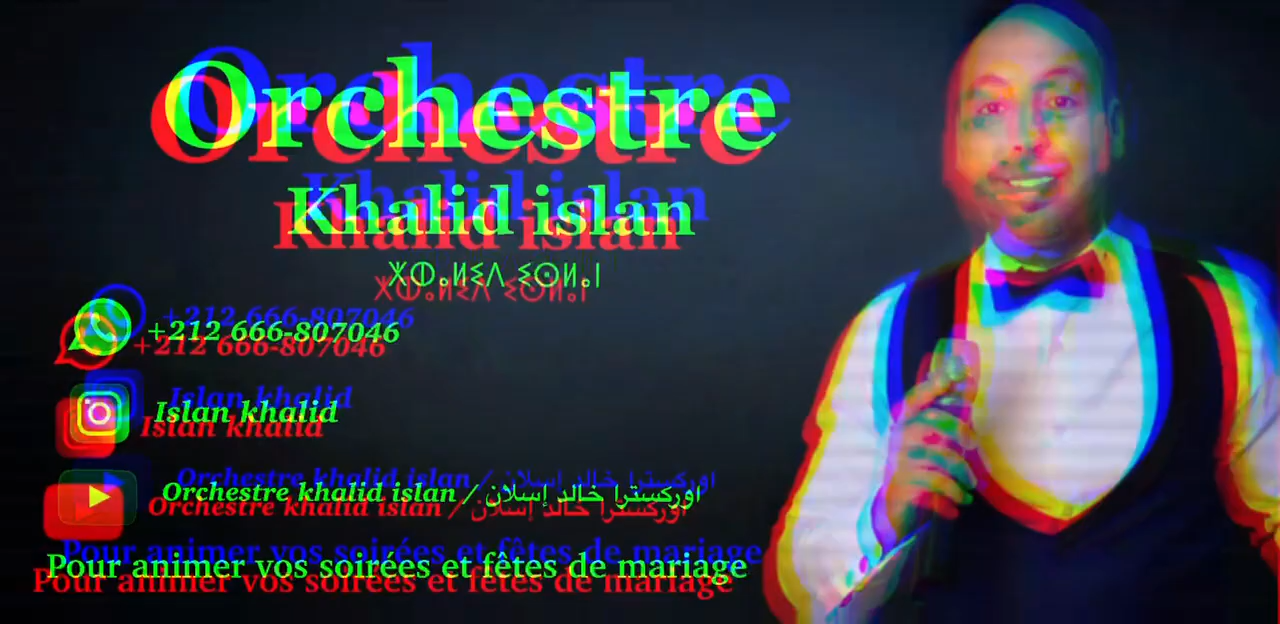 Orchestre
Khalid islan
ⵅⵀⴰⵍⵉⴷ ⵉⵙⵍⴰⵏ
+212 666-807046
Islan khalid
Orchestre khalid islan / اوركسترا خالد إسلان
Pour animer vos soirées et fêtes de mariage